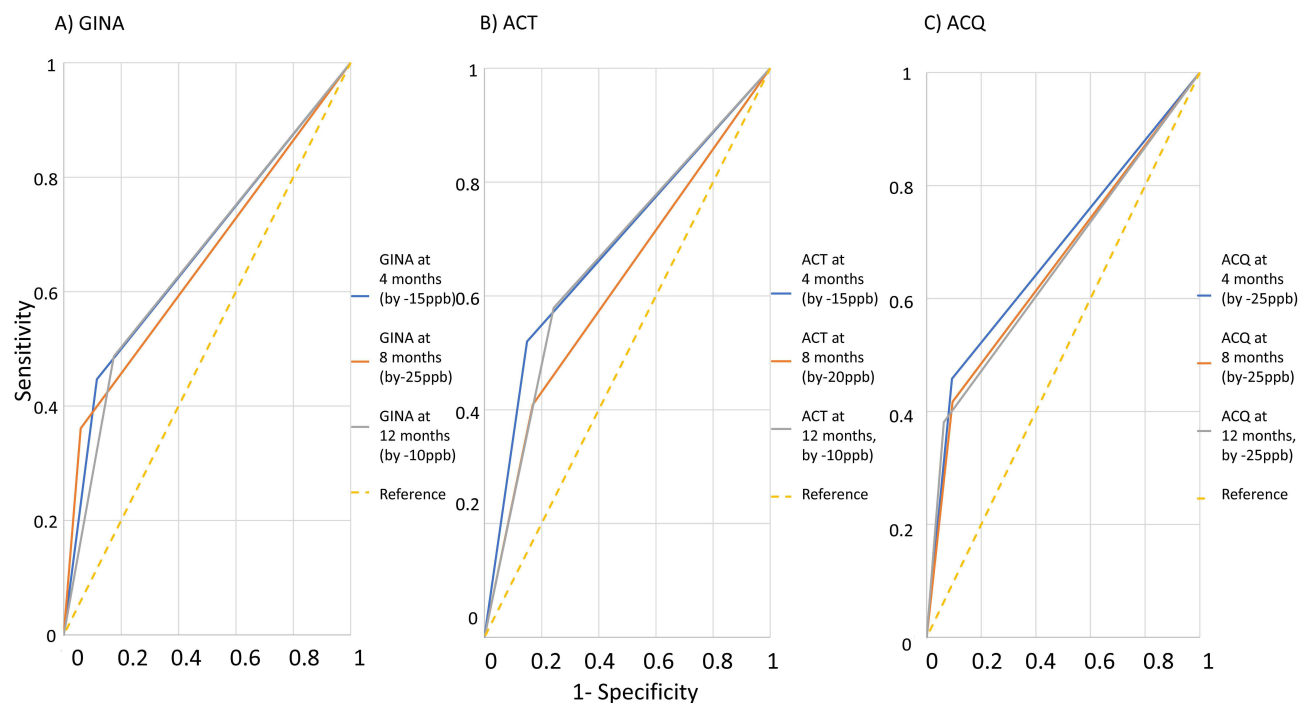 A) GINA
B) ACT
C) ACQ
Sensitivity
1
0.8
0.6
0.4
0.2
0
0 0.2 0.4 0.6 0.8 1
GINA at
4 months
(by -15ppb)
GINA at
8 months
(by-25ppb)
GINA at
12 months
(by -10ppb)
Reference
1
0.8
0.6
0.4
0.2
0
0 0.2 0.4 0.6 0.8 1
ACT at
4 months
(by -15ppb)
ACT at
8 months
(by-20ppb)
ACT at
12 months,
by -10ppb)
Reference
1
0.8
0.6
0.4
0.2
0
0 0.2 0.4 0.6 0.8 1
ACQ at
4 months
(by -25ppb)
ACQ at
8 months
(by-25ppb)
ACQ at
12 months,
by -25ppb)
Reference
1- Specificity